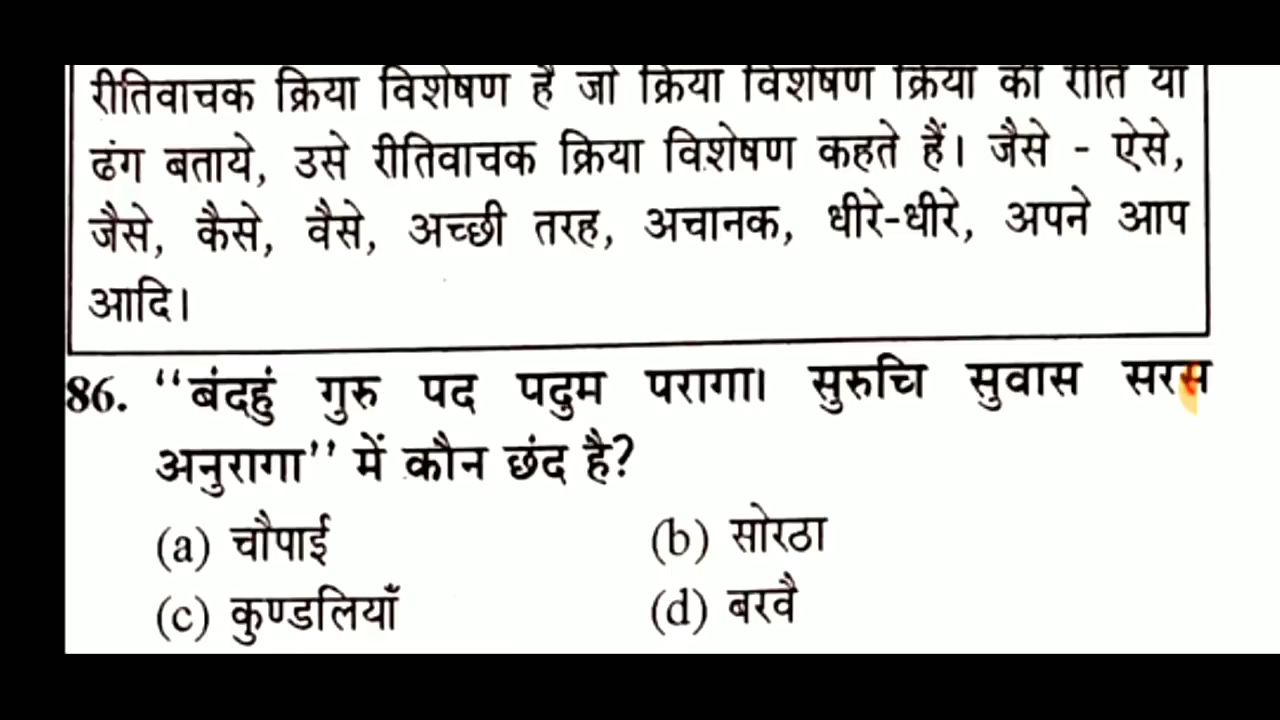 रीतिवाचक क्रिया विशेषण है जो क्रिया विशेषण क्रिया की रीति या
ढंग बताये, उसे रीतिवाचक क्रिया विशेषण कहते हैं। जैसे - ऐसे,
जैसे, कैसे, वैसे, अच्छी तरह, अचानक, धीरे-धीरे, अपने आप
आदि।
86. “बंदहुं गुरु पद पदुम परागा। सुरुचि सुवास सरस
अनुरागा” में कौन छंद है?
(a) चौपाई (b) सोरठा
(c) कुण्डलियाँ (d) बरवै